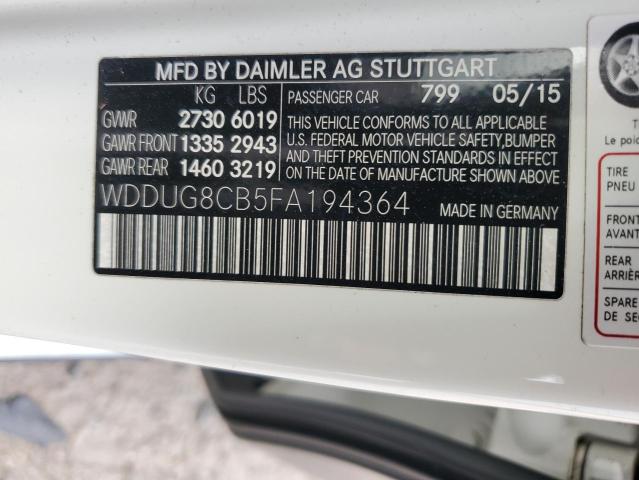 MFD BY DAIMLER AG STUTTGART
KG LBS
GVWR 2730 6019
GAWR FRONT 1335 2943
GAWR REAR 1460 3219
PASSENGER CAR 799 05/15
THIS VEHICLE CONFORMS TO ALL APPLICABLE
U.S. FEDERAL MOTOR VEHICLE SAFETY,BUMPER
AND THEFT PREVENTION STANDARDS IN EFFECT
ON THE DATE OF MANUFACTURE SHOWN ABOVE.
WDDUG8CB5FA194364 MADE IN GERMANY
Le poi
TIRE
PNEU
FRONT
AVANT
REAR
ARRIÈR
SPARE
DE SE